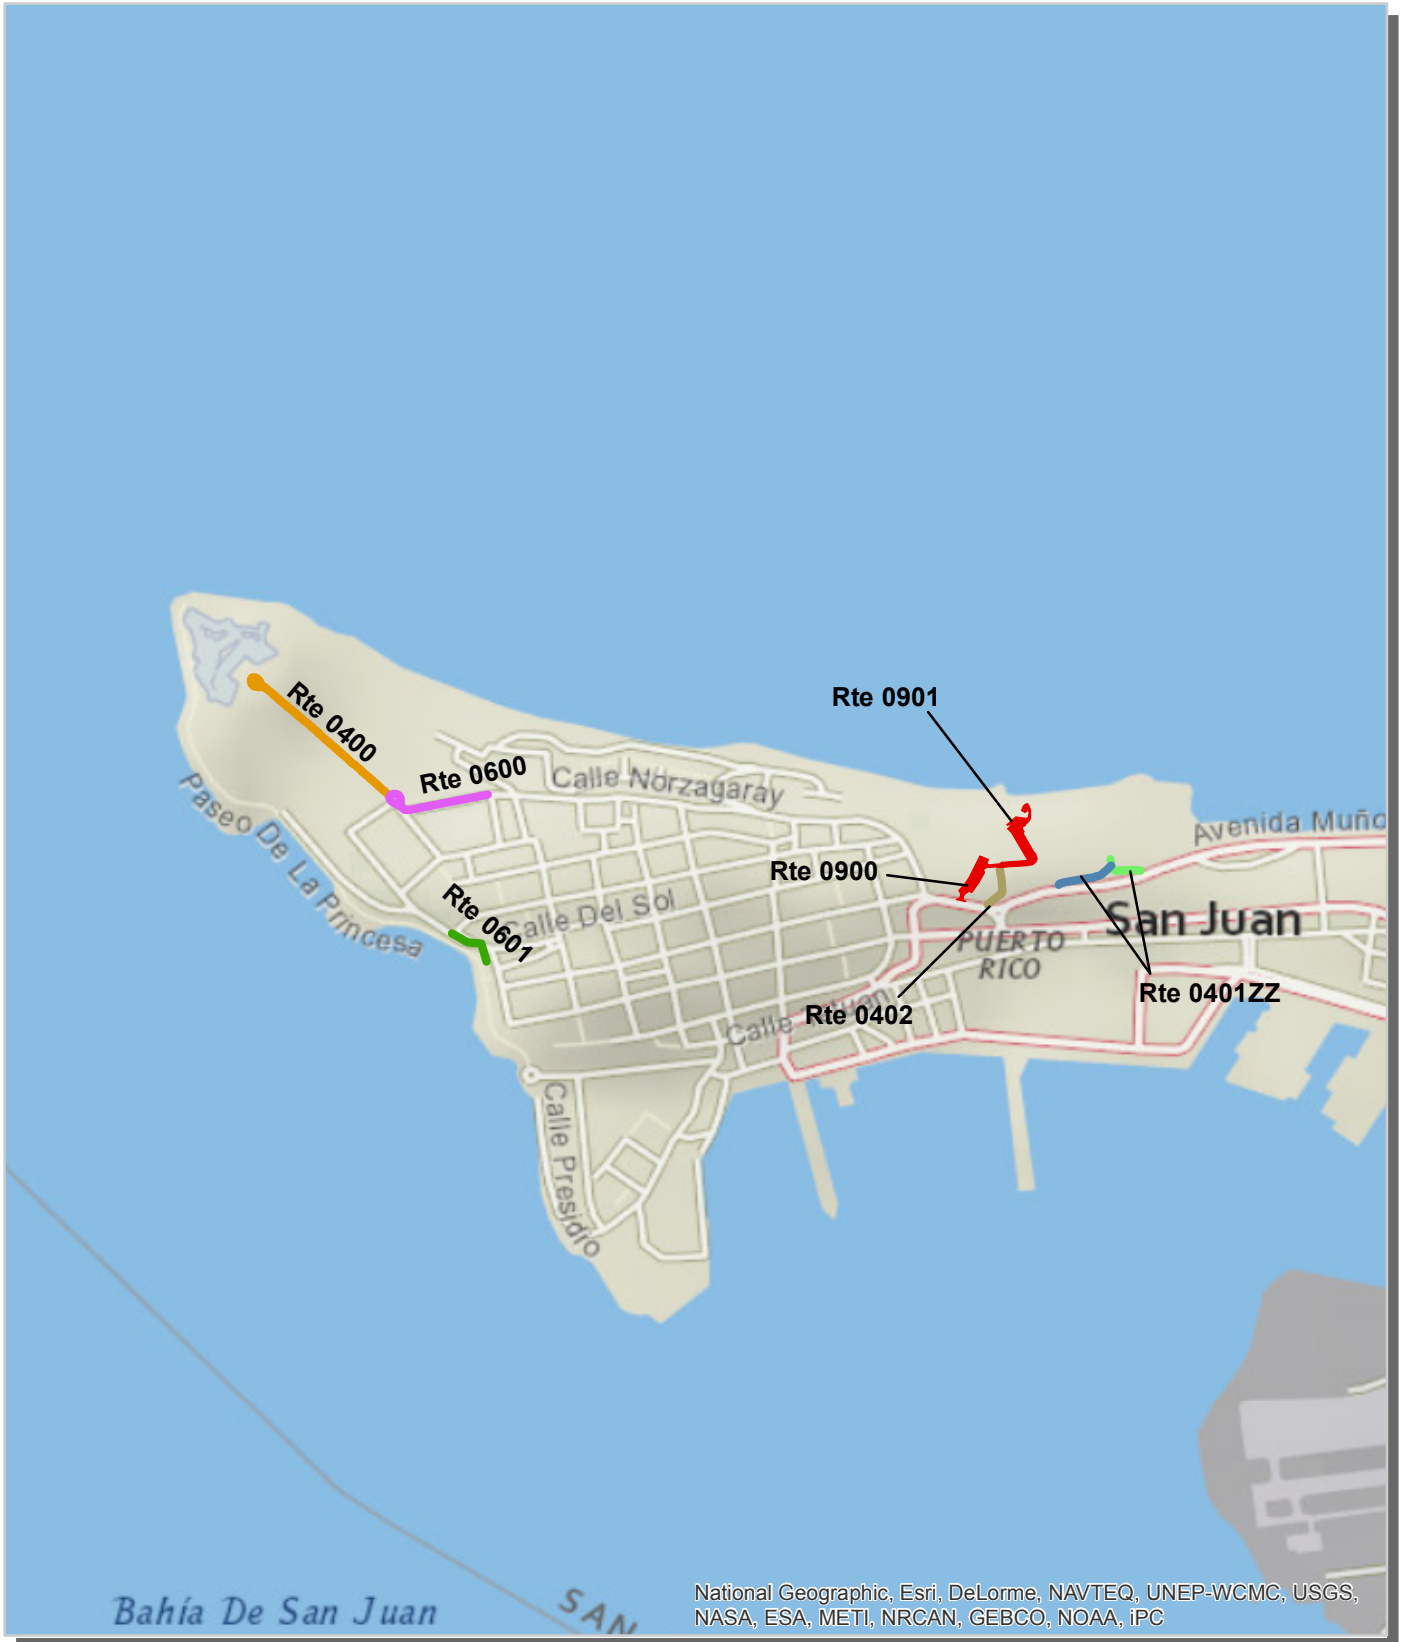 Rte 0901
Rte 0400
Rte 0600
Calle Norzagaray
Paseo De La Princesa
Avenida Muño
Rte 0900
Rte 0601
Calle Del Sol
San Juan
PUERTO
RICO
Rte 0401ZZ
Rte 0402
Calle
Calle Presidio
Bahía De San Juan
SAN
National Geographic, Esri, DeLorme, NAVTEQ, UNEP-WCMC, USGS,
NASA, ESA, METI, NRCAN, GEBCO, NOAA, iPC